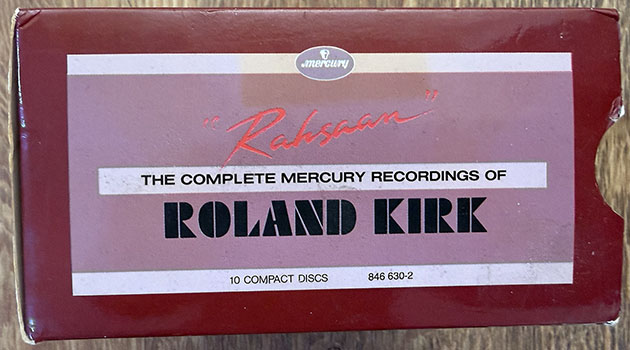 mercury
"Rahsaan"
THE COMPLETE MERCURY RECORDINGS OF
ROLAND KIRK
10 COMPACT DISCS 846 630-2